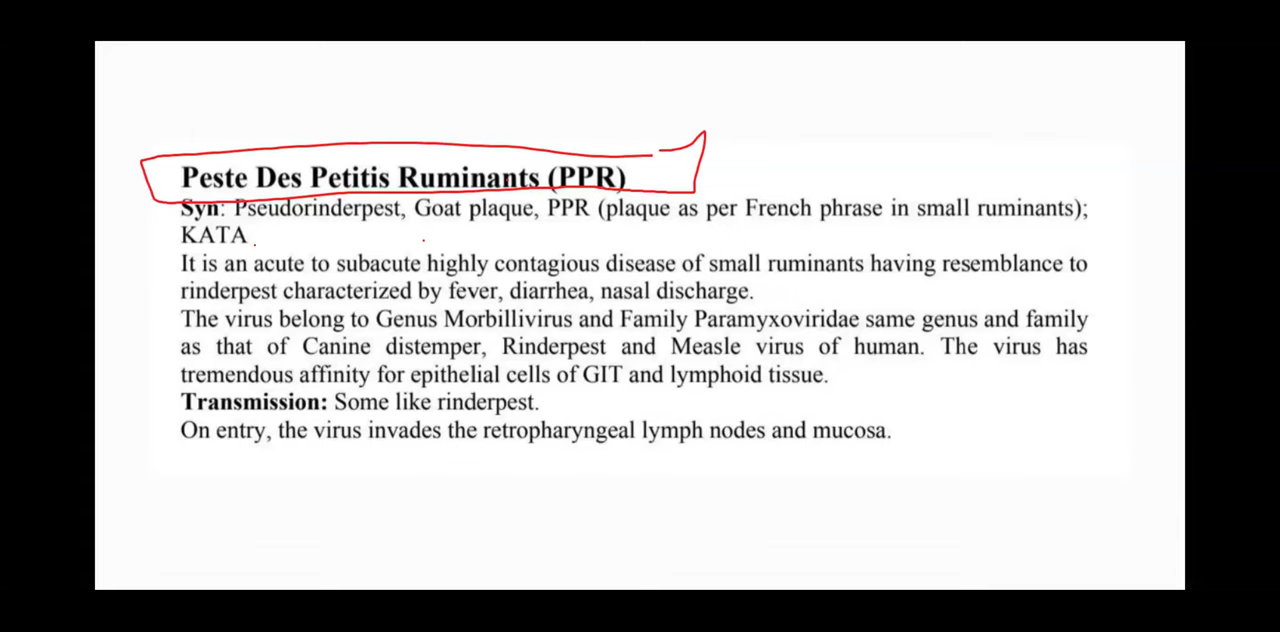 Peste Des Petitis Ruminants (PPR)
Syn: Pseudorinderpest, Goat plaque, PPR (plaque as per French phrase in small ruminants);
KATA
It is an acute to subacute highly contagious disease of small ruminants having resemblance to
rinderpest characterized by fever, diarrhea, nasal discharge.
The virus belong to Genus Morbillivirus and Family Paramyxoviridae same genus and family
as that of Canine distemper, Rinderpest and Measle virus of human. The virus has
tremendous affinity for epithelial cells of GIT and lymphoid tissue.
Transmission: Some like rinderpest.
On entry, the virus invades the retropharyngeal lymph nodes and mucosa.